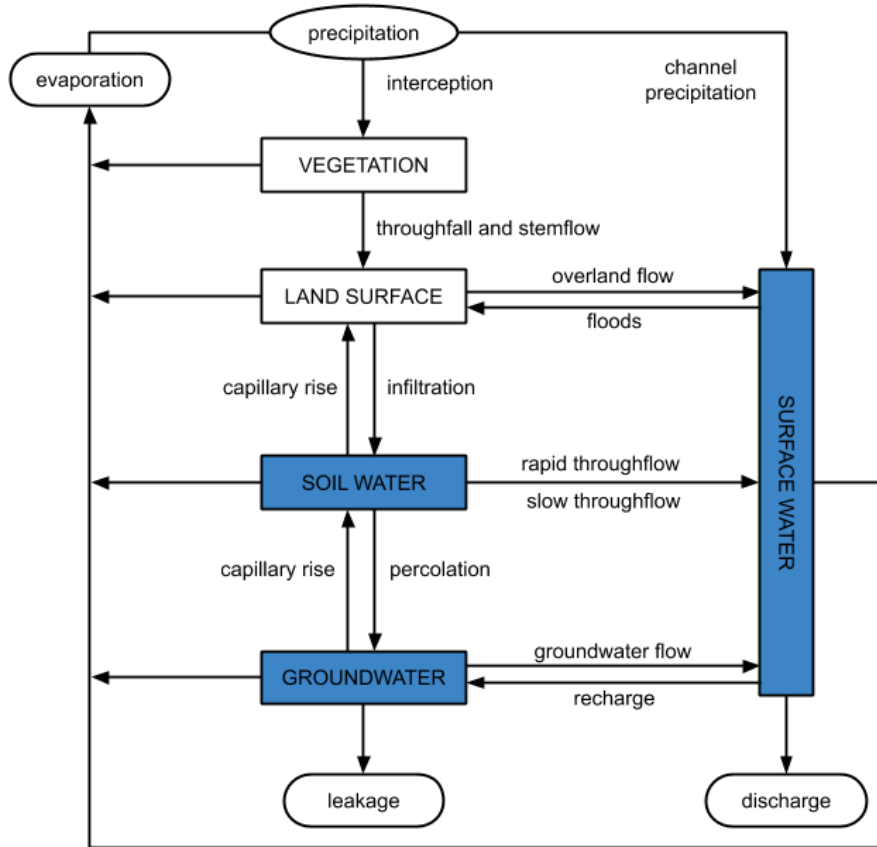 precipitation
evaporation
interception
channel
precipitation
VEGETATION
throughfall and stemflow
LAND SURFACE
overland flow
floods
capillary rise
infiltration
SURFACE WATER
SOIL WATER
rapid throughflow
slow throughflow
capillary rise
percolation
GROUNDWATER
groundwater flow
recharge
leakage
discharge